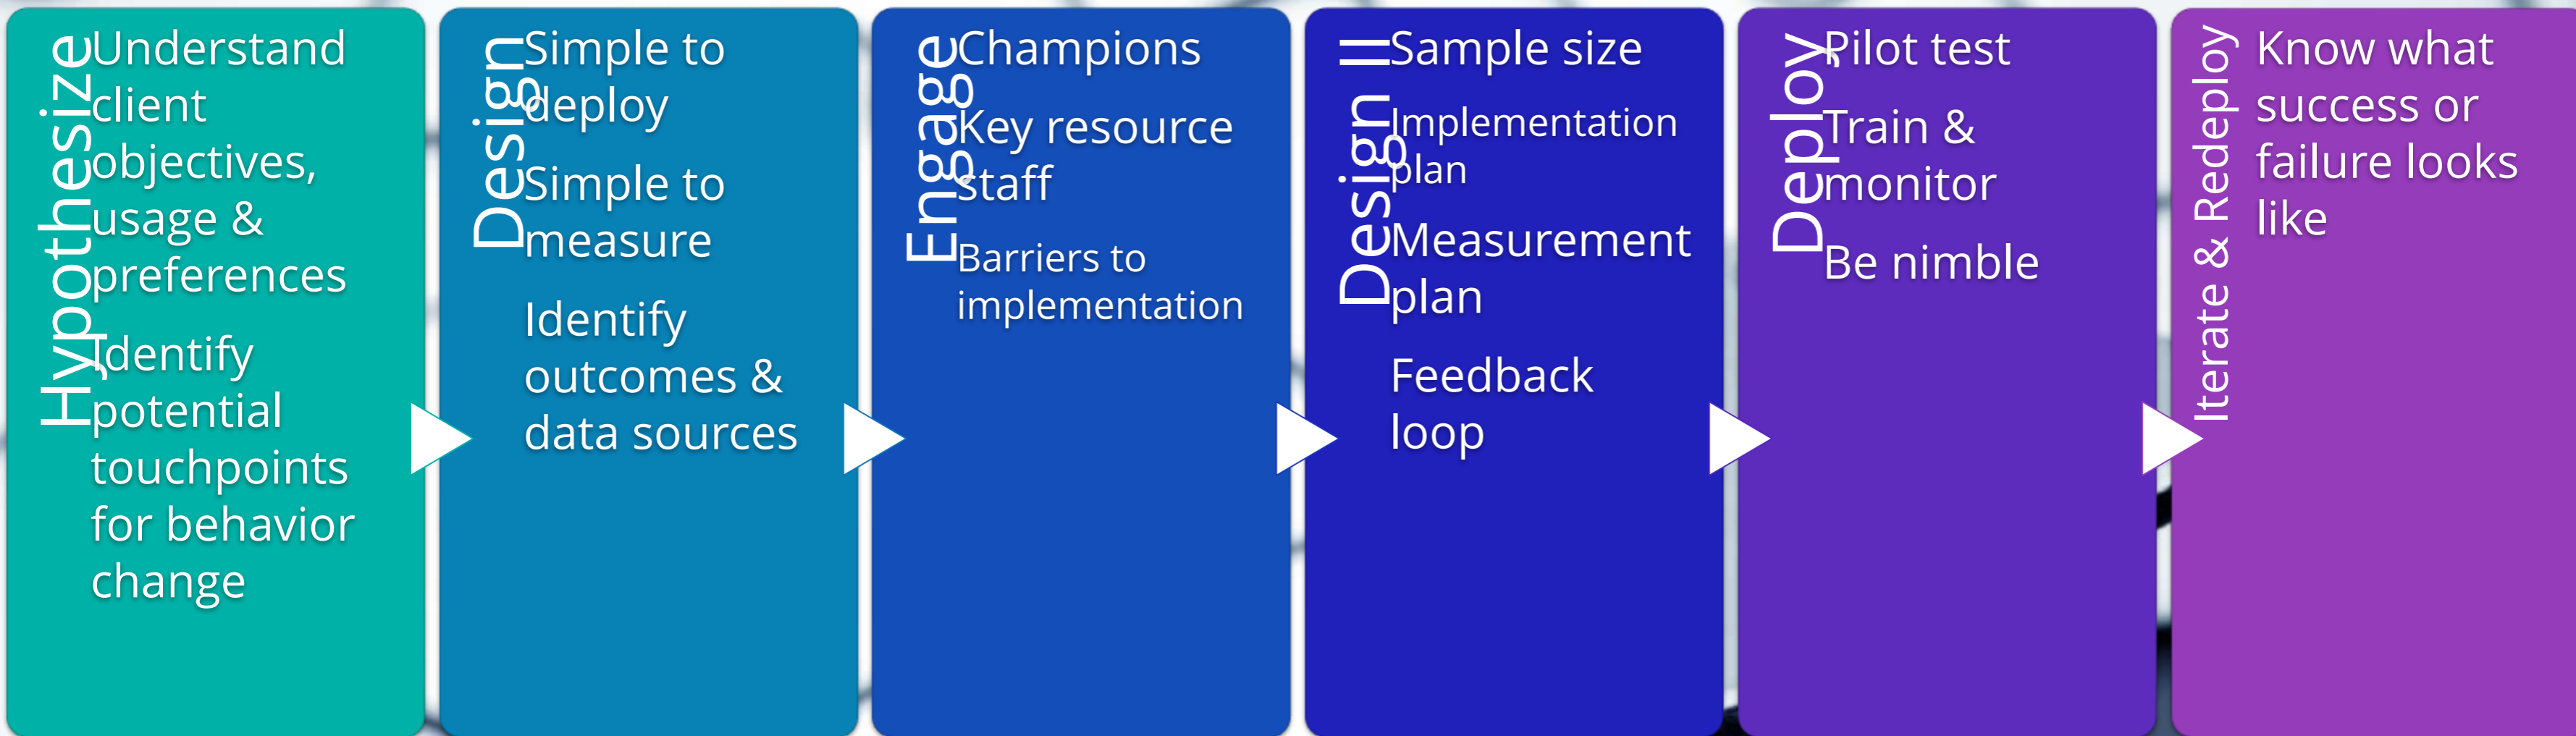 Hypothesize
Understand
client
objectives,
usage &
preferences
Identify
potential
touchpoints
for behavior
change
Design
Simple to
deploy
Simple to
measure
Identify
outcomes &
data sources
Engage
Champions
Key resource
staff
Barriers to
implementation
Design II
Sample size
Implementation
plan
Measurement
plan
Feedback
loop
Deploy
Pilot test
Train &
monitor
Be nimble
Iterate & Redeploy
Know what
success or
failure looks
like